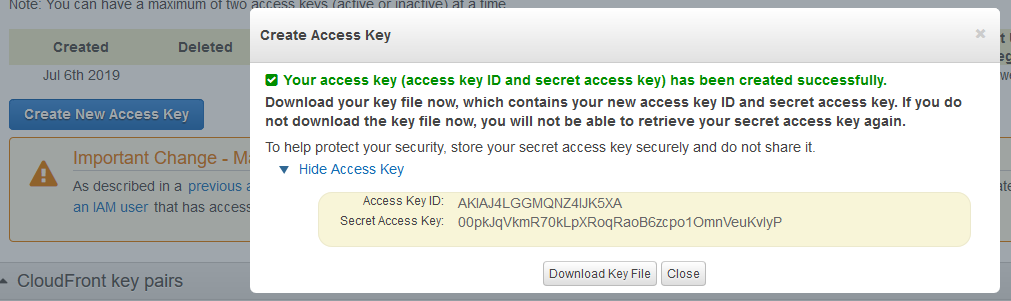 Note: You can have a maximum of two access keys (active or inactive) at a time
Create Access Key
Created Deleted
Jul 6th 2019
Create New Access Key
Your access key (access key ID and secret access key) has been created successfully.
Download your key file now, which contains your new access key ID and secret access key. If you do
not download the key file now, you will not be able to retrieve your secret access key again.
To help protect your security, store your secret access key securely and do not share it.
Hide Access Key
Access Key ID: AKIAJ4LGGMQNZ4IJK5XA
Secret Access Key: 00pkJqVkmR70kLpXRoqRaoB6zcpo1OmnVeuKvlyP
Download Key File Close
Important Change -
As described in a previous
an IAM user that has access
CloudFront key pairs